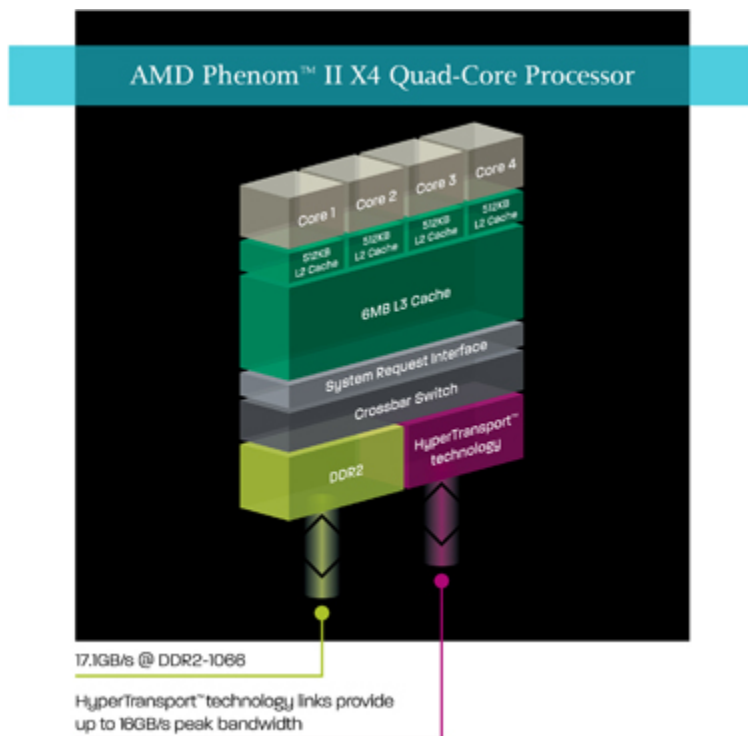 AMD Phenom™ II X4 Quad-Core Processor
Core 1
Core 2
Core 3
Core 4
512KB
L2 Cache
512KB
L2 Cache
512KB
L2 Cache
512KB
L2 Cache
6MB L3 Cache
System Request Interface
Crossbar Switch
DDR2
HyperTransport™
technology
17.1GB/s @ DDR2-1066
HyperTransport™ technology links provide
up to 16GB/s peak bandwidth